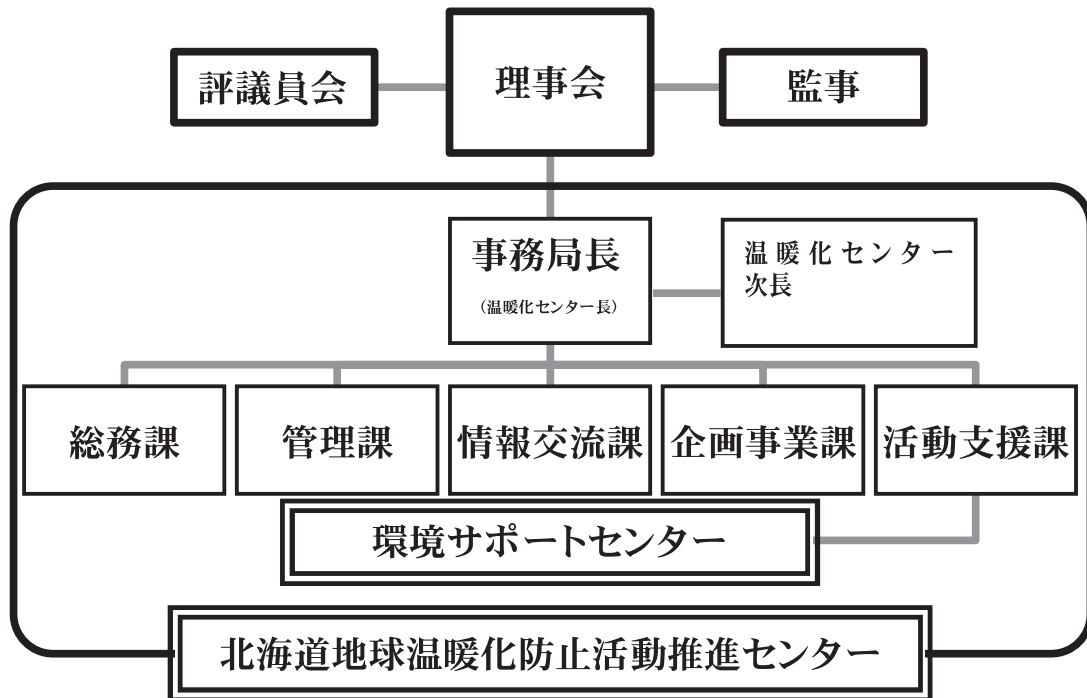 評議員会
理事会
監事
事務局長
（温暖化センター長）
温暖化センター
次長
総務課
管理課
情報交流課
企画事業課
活動支援課
環境サポートセンター
北海道地球温暖化防止活動推進センター